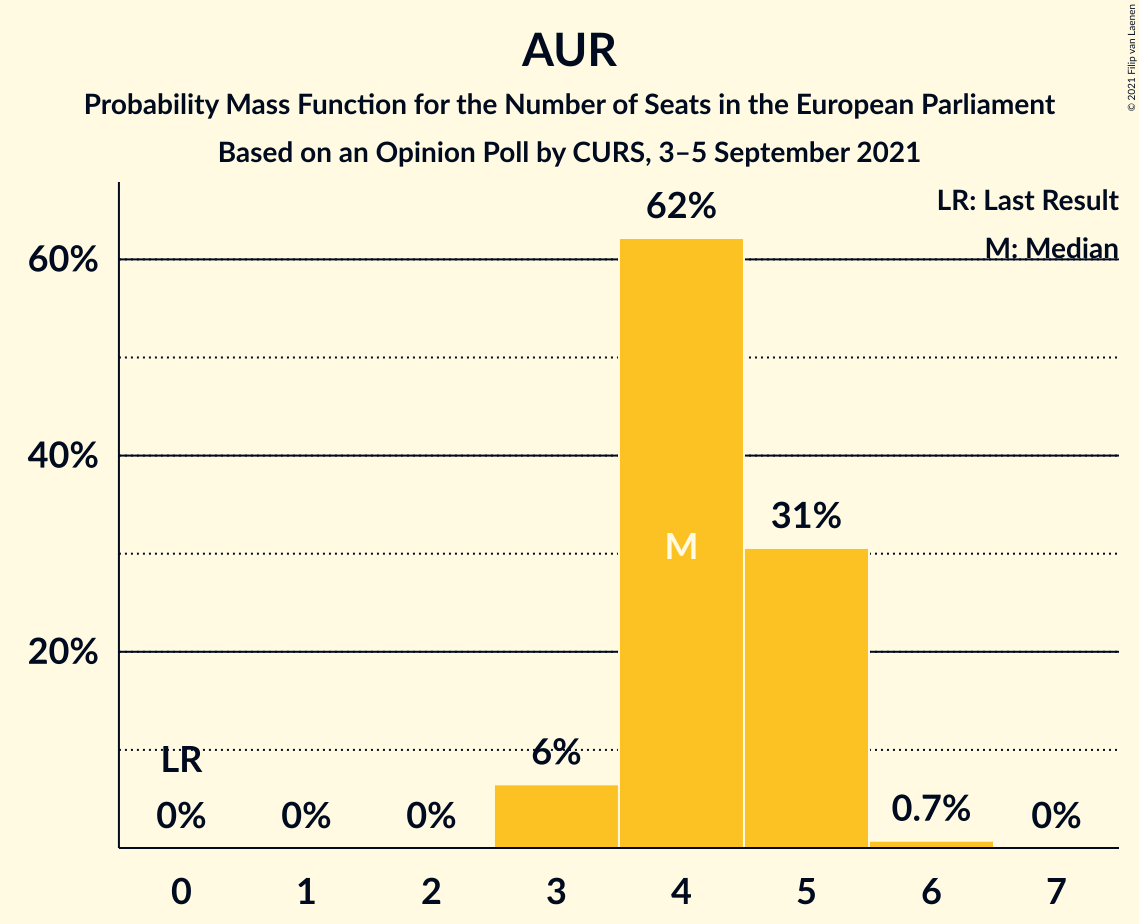 AUR
Probability Mass Function for the Number of Seats in the European Parliament
Based on an Opinion Poll by CURS, 3–5 September 2021
© 2021 Filip van Laenen
LR: Last Result
M: Median
62%
60%
40%
31%
M
20%
LR
6%
0%
0%
0%
0.7%
0%
0
1
2
3
4
5
6
7